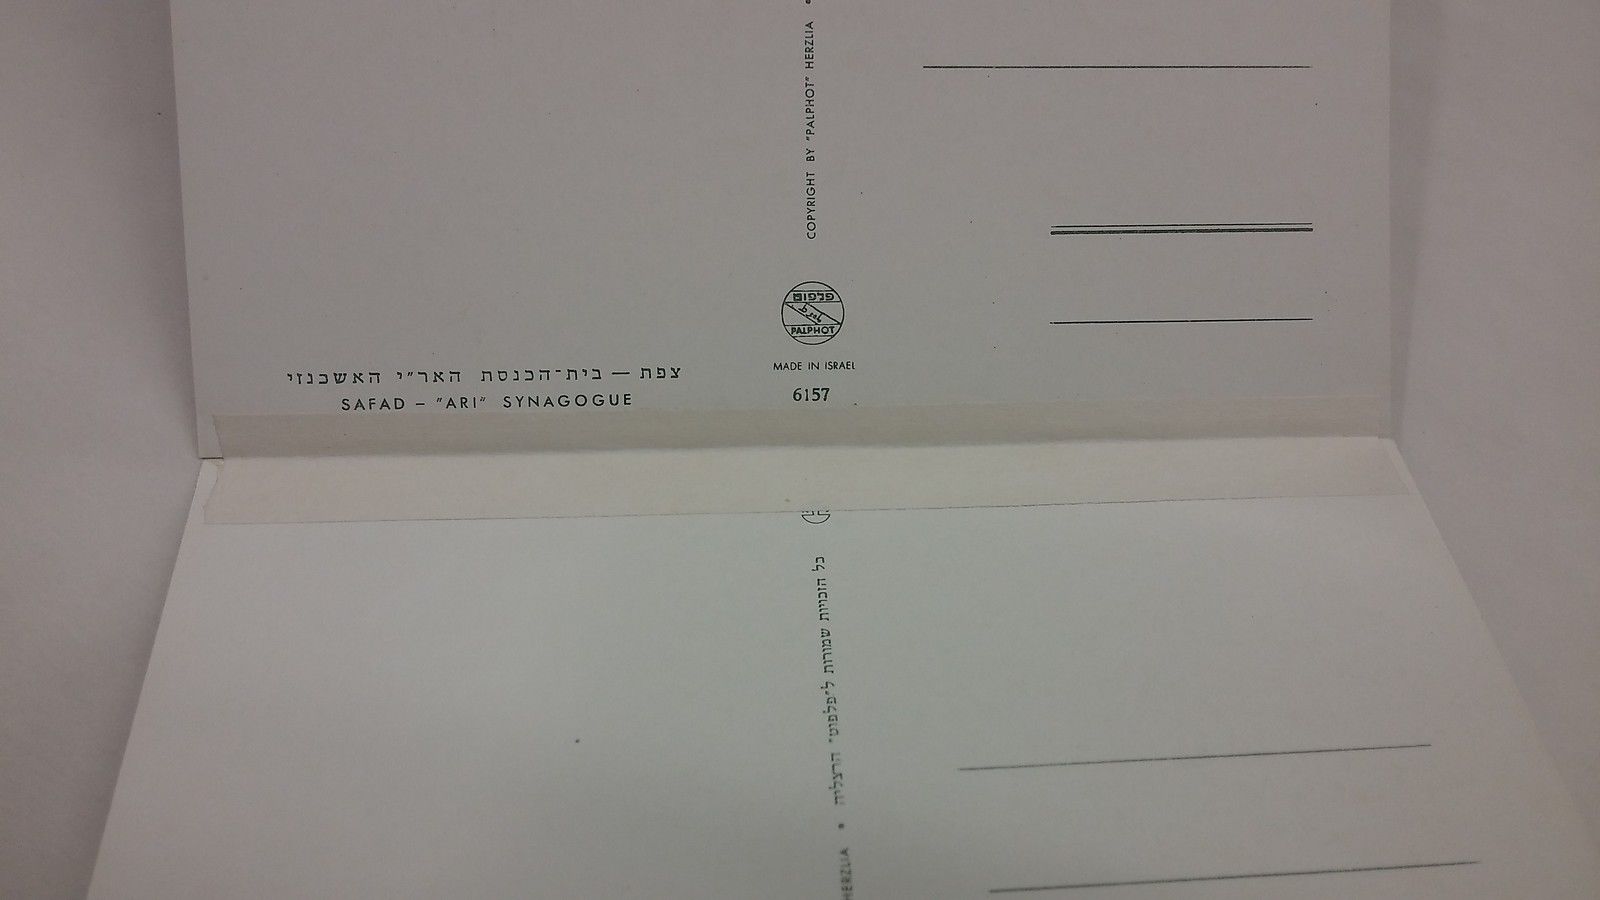 COPYRIGHT BY "PALPHOT" HERZLIA •
פלפוט
PALPHOT
MADE IN ISRAEL
6157
צפת — בית־הכנסת האר״י האשכנזי
SAFAD – "ARI" SYNAGOGUE
כל הזכויות שמורות ל״פלפוט״ הרצליה •
HERZLIA